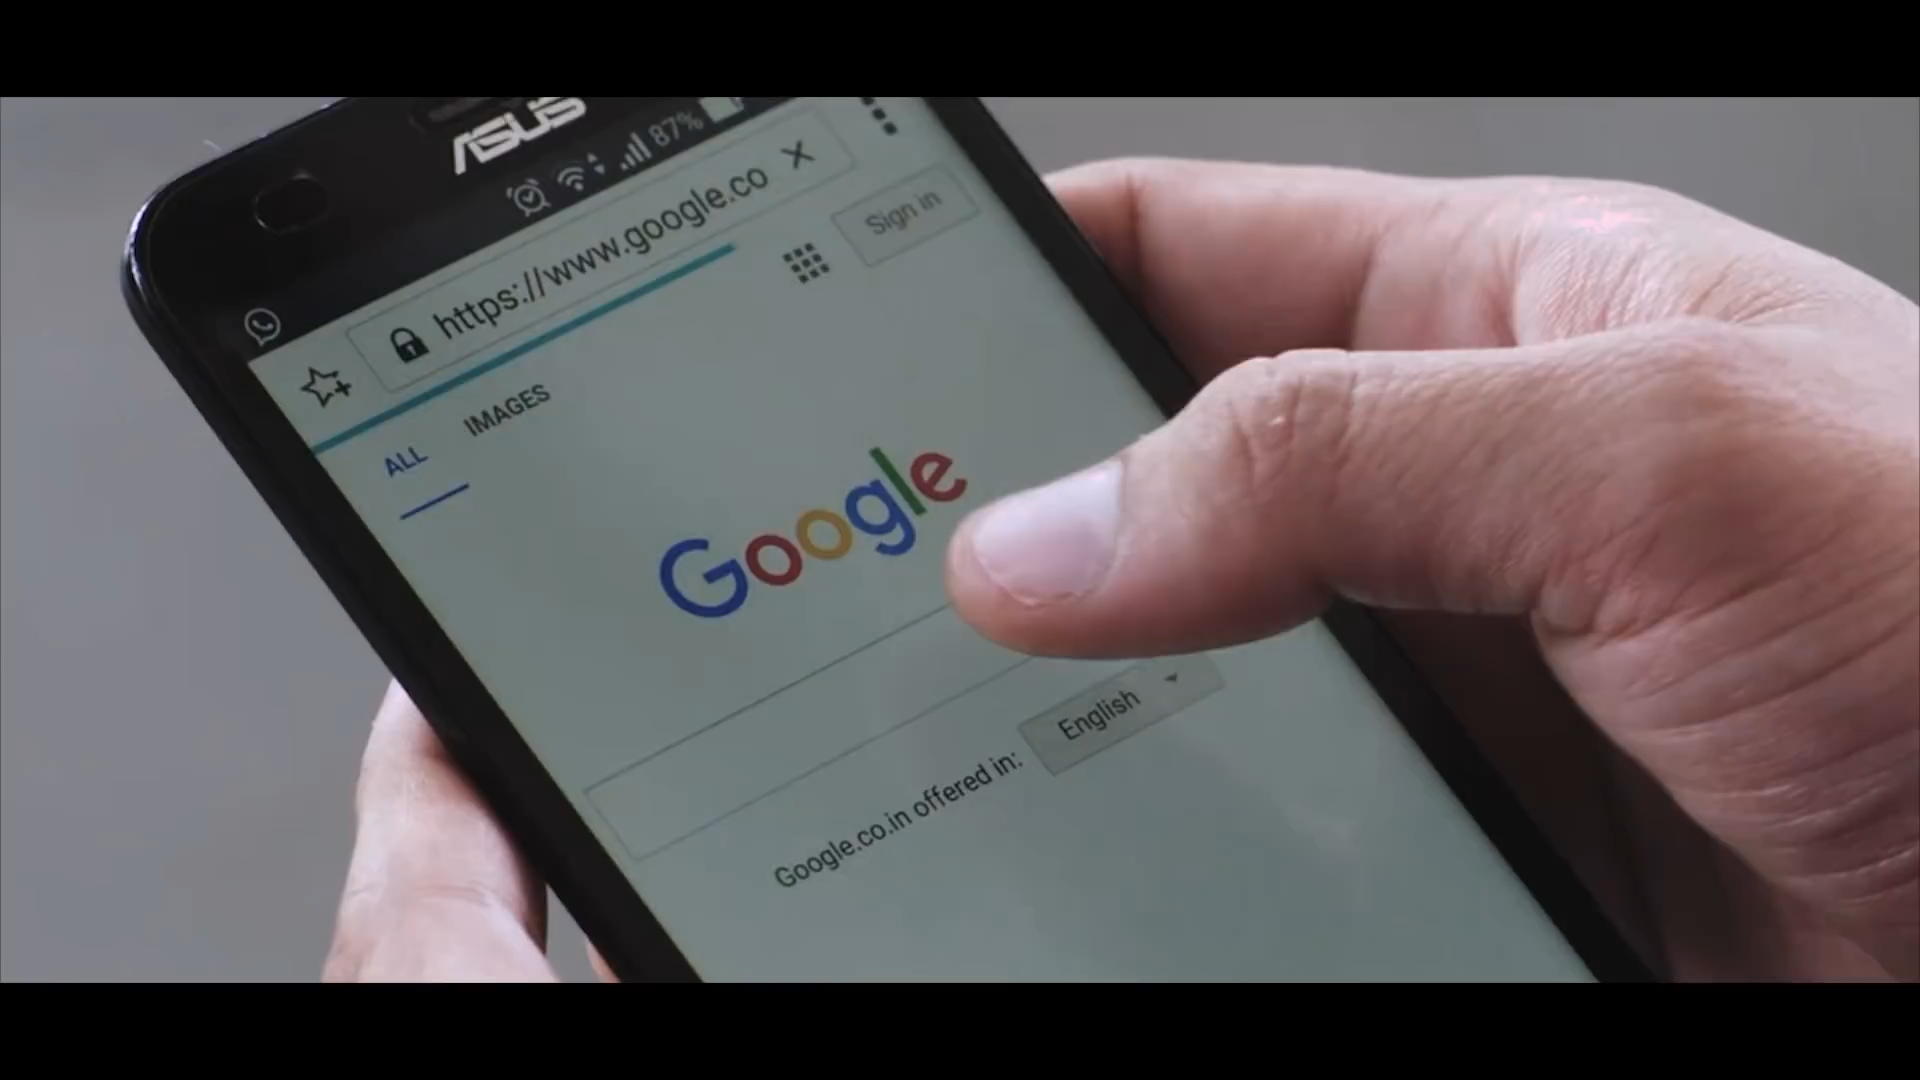 ASUS
87%
https://www.google.co
Sign in
ALL IMAGES
Google
Google.co.in offered in: English